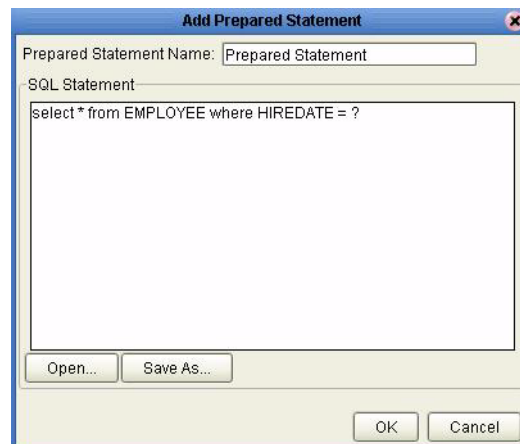 Add Prepared Statement
Prepared Statement Name: Prepared Statement
SQL Statement
select * from EMPLOYEE where HIREDATE = ?
Open... Save As...
OK Cancel